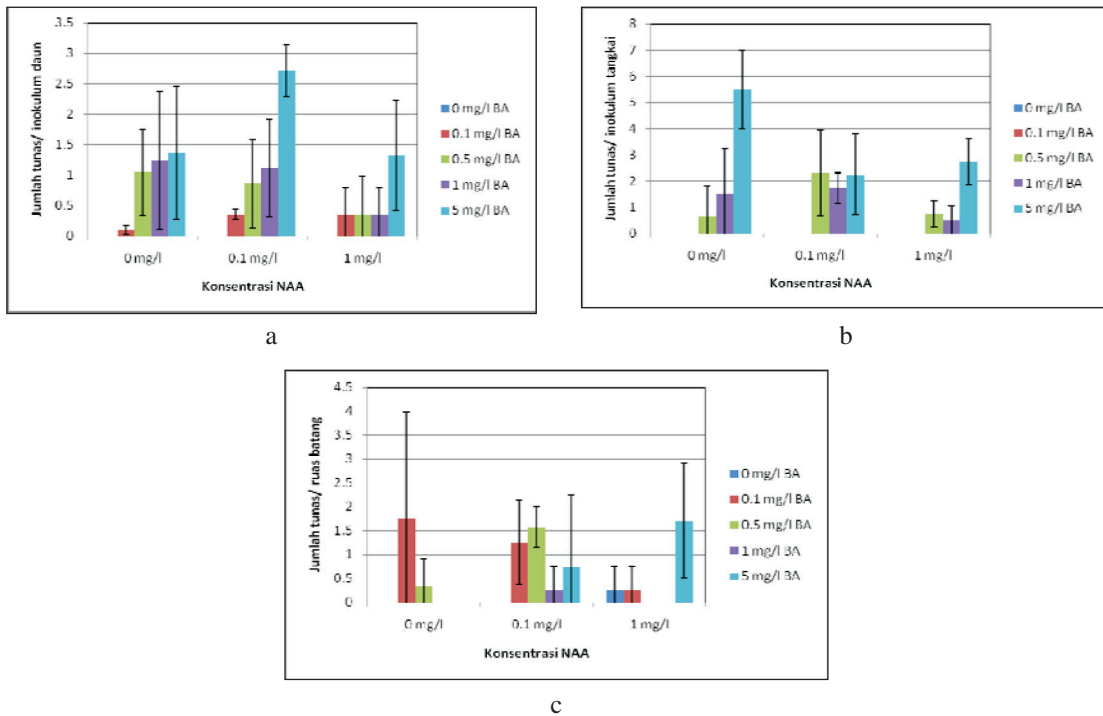 Jumlah tunas/ inokulum daun
3.5
3
2.5
2
1.5
1
0.5
0
0 mg/l
0.1 mg/l
1 mg/l
Konsentrasi NAA
0 mg/l BA
0.1 mg/l BA
0.5 mg/l BA
1 mg/l BA
5 mg/l BA
a
Jumlah tunas/ inokulum tangkai
8
7
6
5
4
3
2
1
0
0 mg/l
0.1 mg/l
1 mg/l
Konsentrasi NAA
0 mg/l BA
0.1 mg/l BA
0.5 mg/l BA
1 mg/l BA
5 mg/l BA
b
Jumlah tunas/ ruas batang
4.5
4
3.5
3
2.5
2
1.5
1
0.5
0
0 mg/l
0.1 mg/l
1 mg/l
Konsentrasi NAA
0 mg/l BA
0.1 mg/l BA
0.5 mg/l BA
1 mg/l BA
5 mg/l BA
c